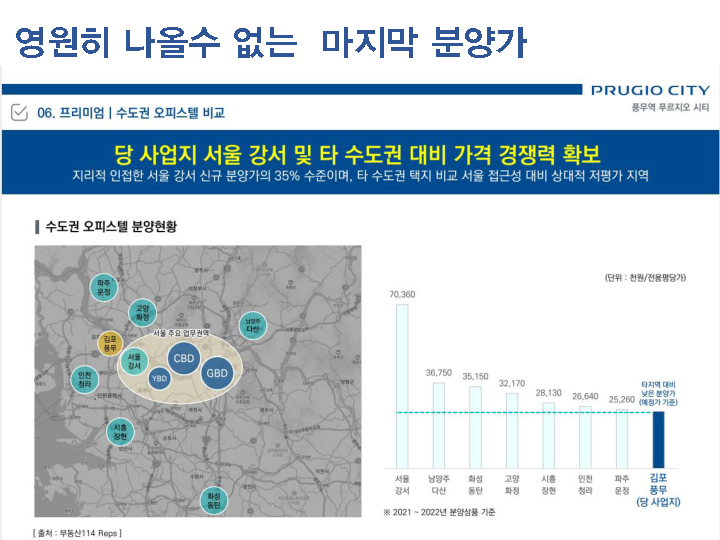 영원히 나올수 없는 마지막 분양가
PRUGIO CITY
풍무역 푸르지오 시티
06. 프리미엄 | 수도권 오피스텔 비교
당 사업지 서울 강서 및 타 수도권 대비 가격 경쟁력 확보
지리적 인접한 서울 강서 신규 분양가의 35% 수준이며, 타 수도권 택지 비교 서울 접근성 대비 상대적 저평가 지역
수도권 오피스텔 분양현황
파주
운정
고양
화정
김포
풍무
서울 주요 업무권역
남양주
다산
서울
강서
CBD
YBD
GBD
인천
청라
시흥
장현
화성
동탄
[ 출처 : 부동산114 Reps ]
(단위 : 천원/전용평당가)
70,360
36,750
35,150
32,170
28,130
26,640
25,260
타지역 대비
낮은 분양가
(예정가 기준)
서울
강서
남양주
다산
화성
동탄
고양
화정
시흥
장현
인천
청라
파주
운정
김포
풍무
(당 사업지)
※ 2021 ~ 2022년 분양상품 기준